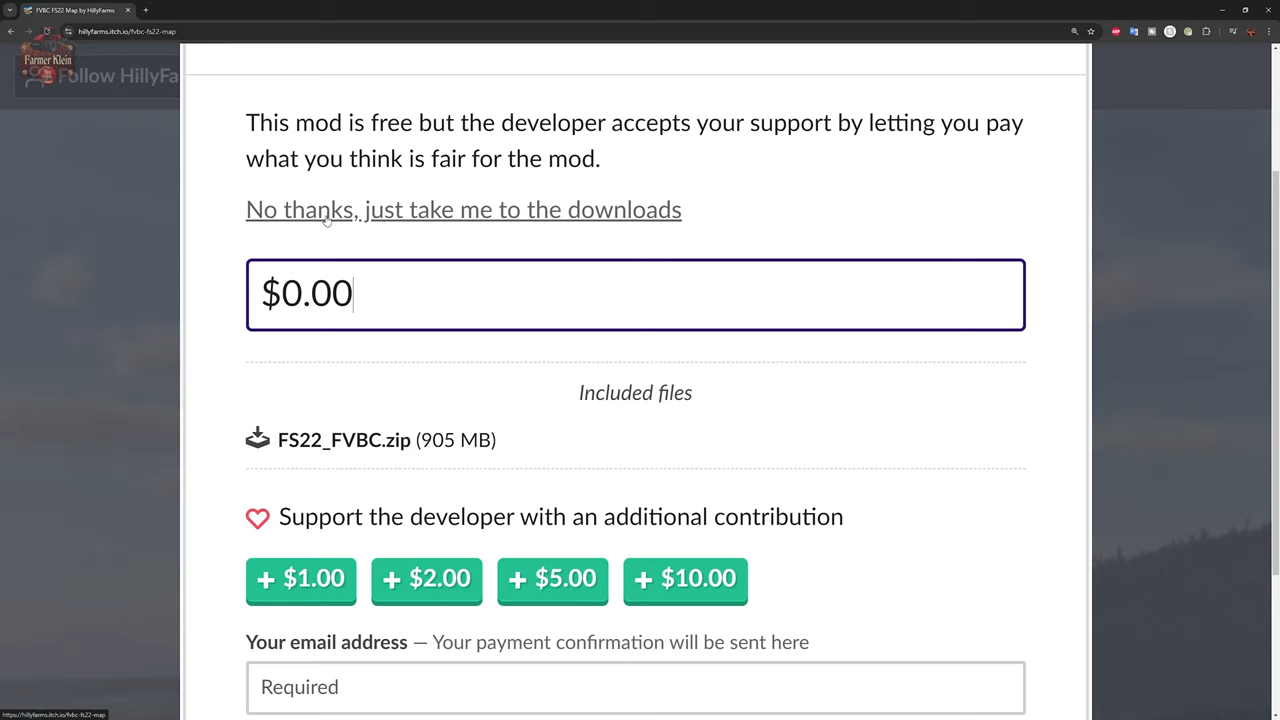 FVBC FS22 Map by HillyFarms
hillyfarms.itch.io/fvbc-fs22-map
Farmer Klein
Follow HillyFa
This mod is free but the developer accepts your support by letting you pay
what you think is fair for the mod.
No thanks, just take me to the downloads
$0.00
Included files
FS22_FVBC.zip (905 MB)
Support the developer with an additional contribution
+ $1.00 + $2.00 + $5.00 + $10.00
Your email address — Your payment confirmation will be sent here
Required
https://hillyfarms.itch.io/fvbc-fs22-map